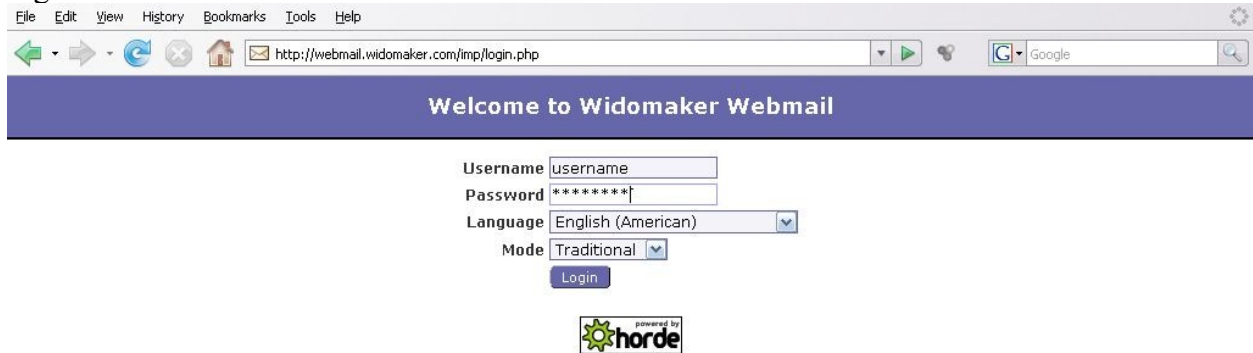 File Edit View History Bookmarks Tools Help
http://webmail.widomaker.com/imp/login.php G Google
Welcome to Widomaker Webmail
Username username
Password ********
Language English (American)
Mode Traditional
Login
powered by
horde